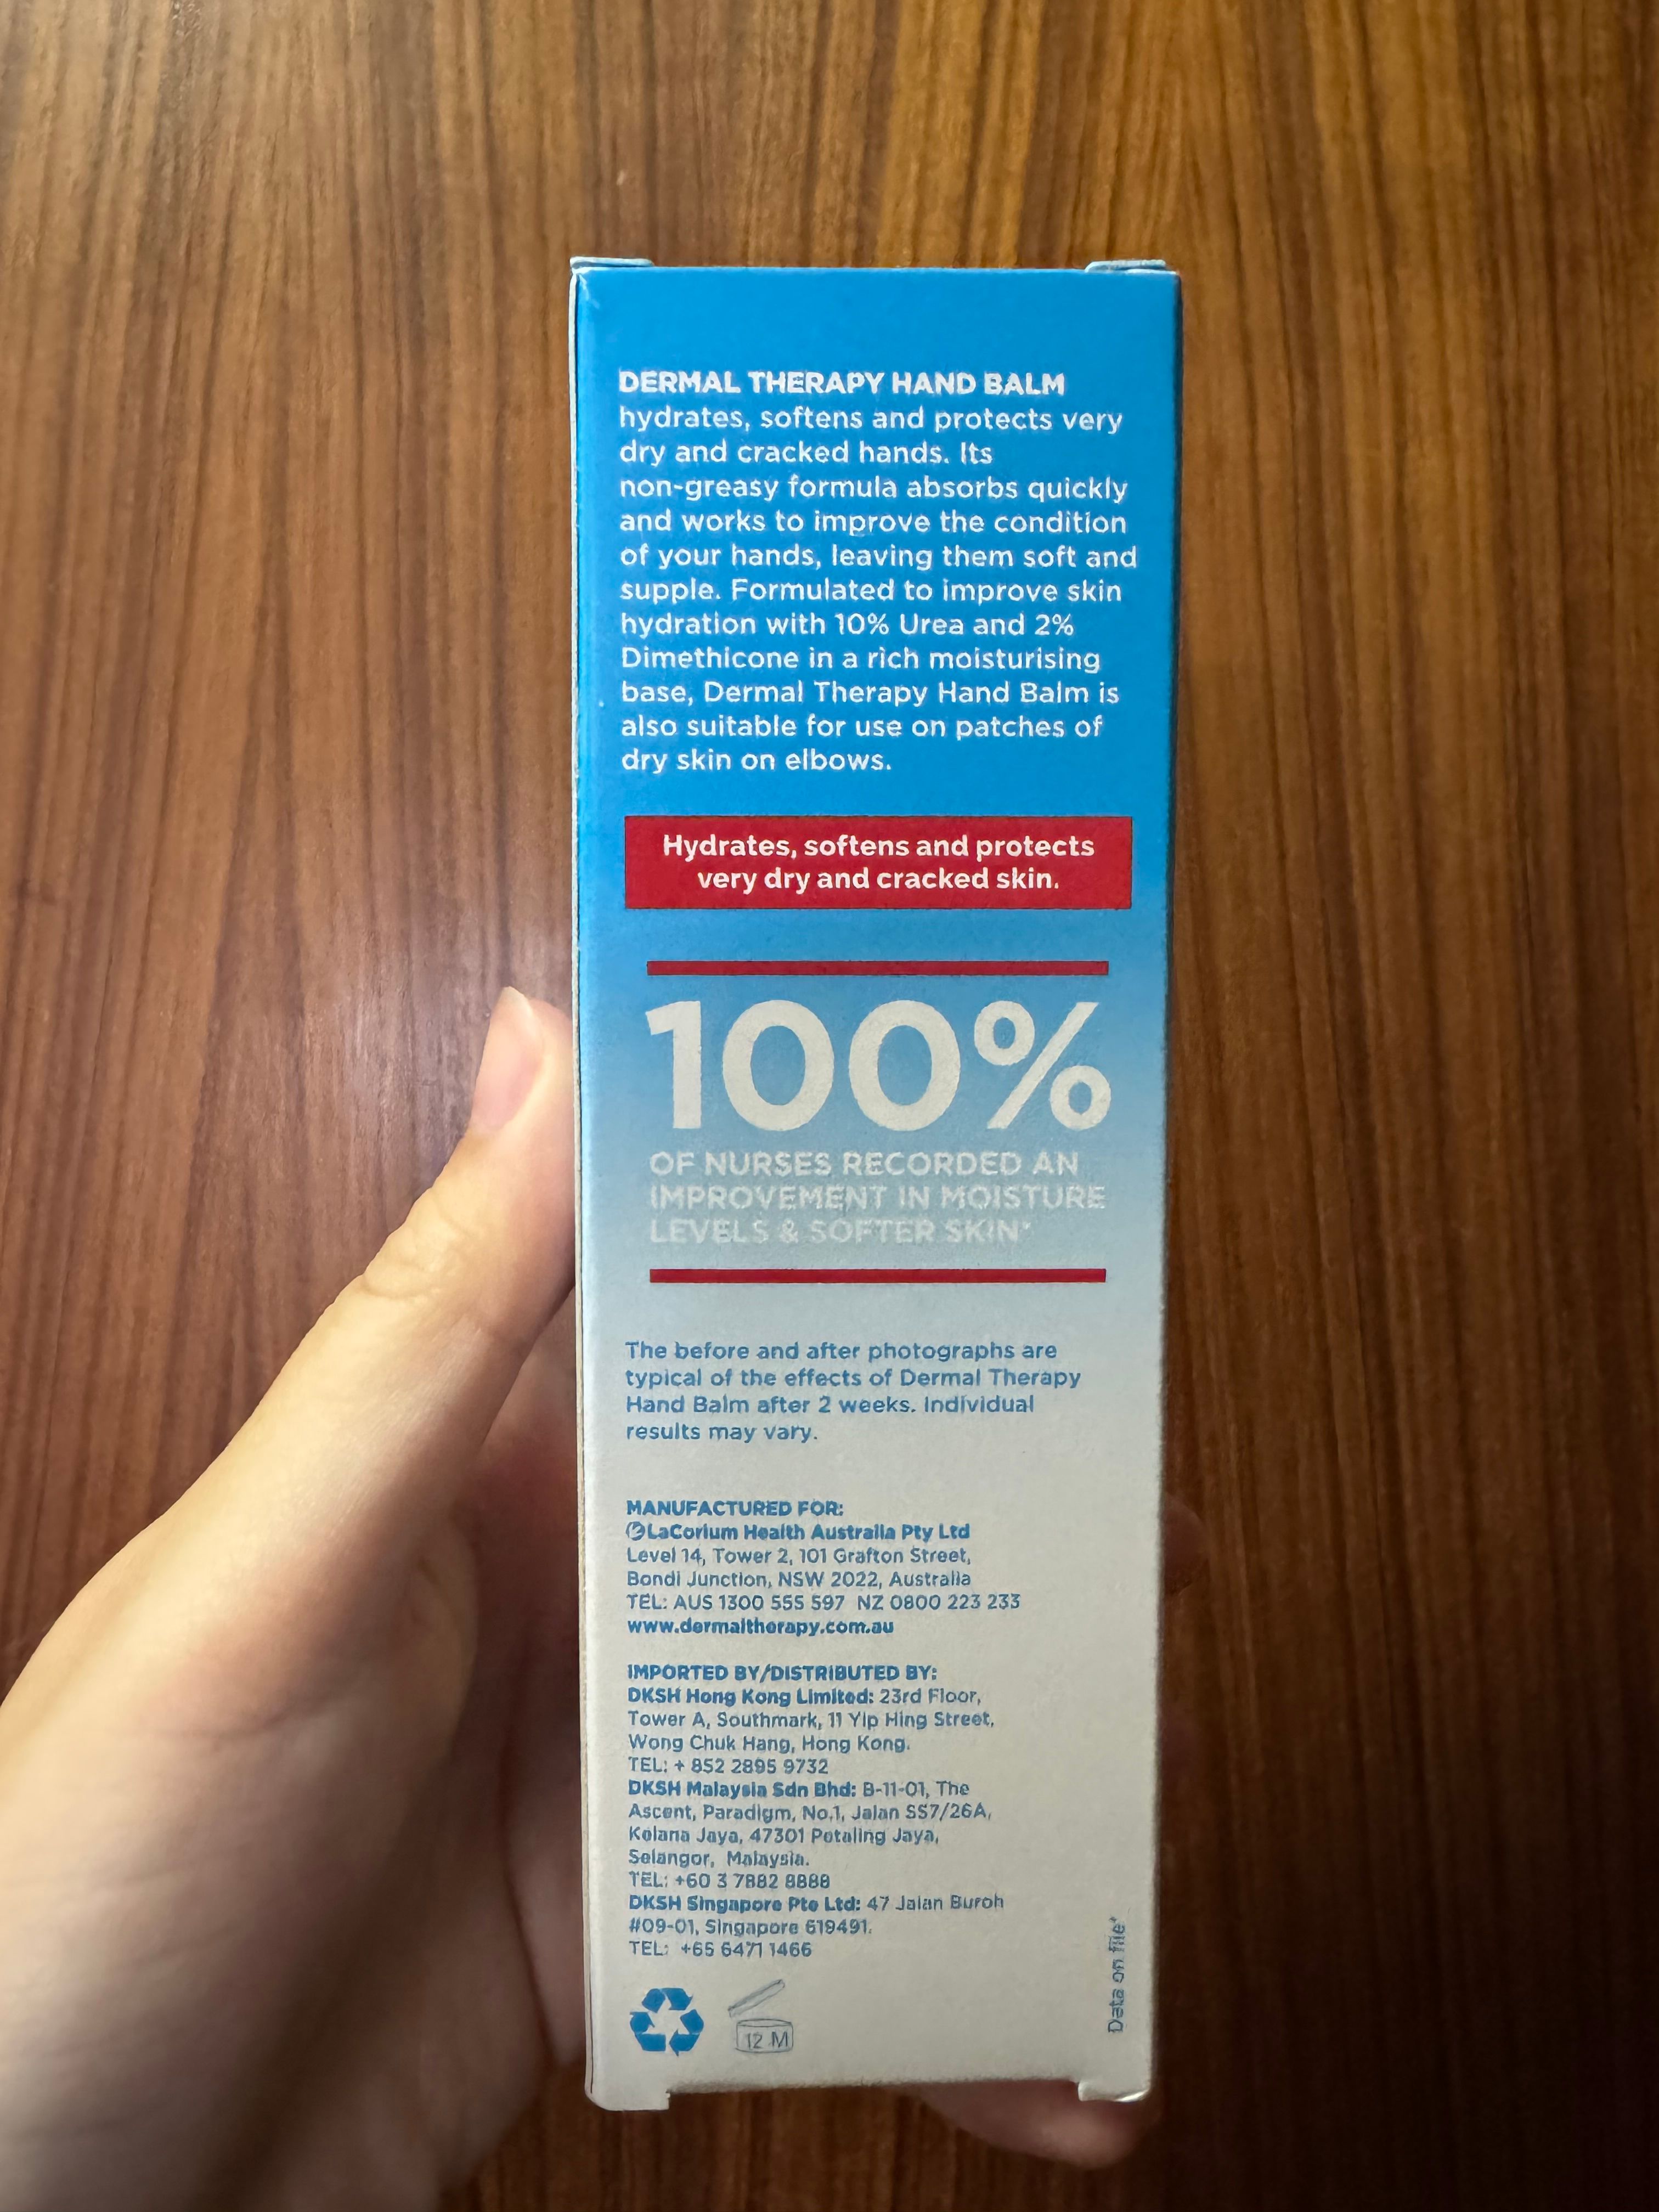 DERMAL THERAPY HAND BALM
hydrates, softens and protects very
dry and cracked hands. Its
non-greasy formula absorbs quickly
and works to improve the condition
of your hands, leaving them soft and
supple. Formulated to improve skin
hydration with 10% Urea and 2%
Dimethicone in a rich moisturising
base, Dermal Therapy Hand Balm is
also suitable for use on patches of
dry skin on elbows.
Hydrates, softens and protects
very dry and cracked skin.
100%
OF NURSES RECORDED AN
IMPROVEMENT IN MOISTURE
LEVELS & SOFTER SKIN*
The before and after photographs are
typical of the effects of Dermal Therapy
Hand Balm after 2 weeks. Individual
results may vary.
MANUFACTURED FOR:
LaCorium Health Australia Pty Ltd
Level 14, Tower 2, 101 Grafton Street,
Bondi Junction, NSW 2022, Australia
TEL: AUS 1300 555 597 NZ 0800 223 233
www.dermaltherapy.com.au
IMPORTED BY/DISTRIBUTED BY:
DKSH Hong Kong Limited: 23rd Floor,
Tower A, Southmark, 11 Yip Hing Street,
Wong Chuk Hang, Hong Kong.
TEL: + 852 2895 9732
DKSH Malaysia Sdn Bhd: B-11-01, The
Ascent, Paradigm, No.1, Jalan SS7/26A,
Kelana Jaya, 47301 Petaling Jaya,
Selangor, Malaysia.
TEL: +60 3 7882 8888
DKSH Singapore Pte Ltd: 47 Jalan Buroh
#09-01, Singapore 619491.
TEL: +65 6471 1466
12 M
Data on file*